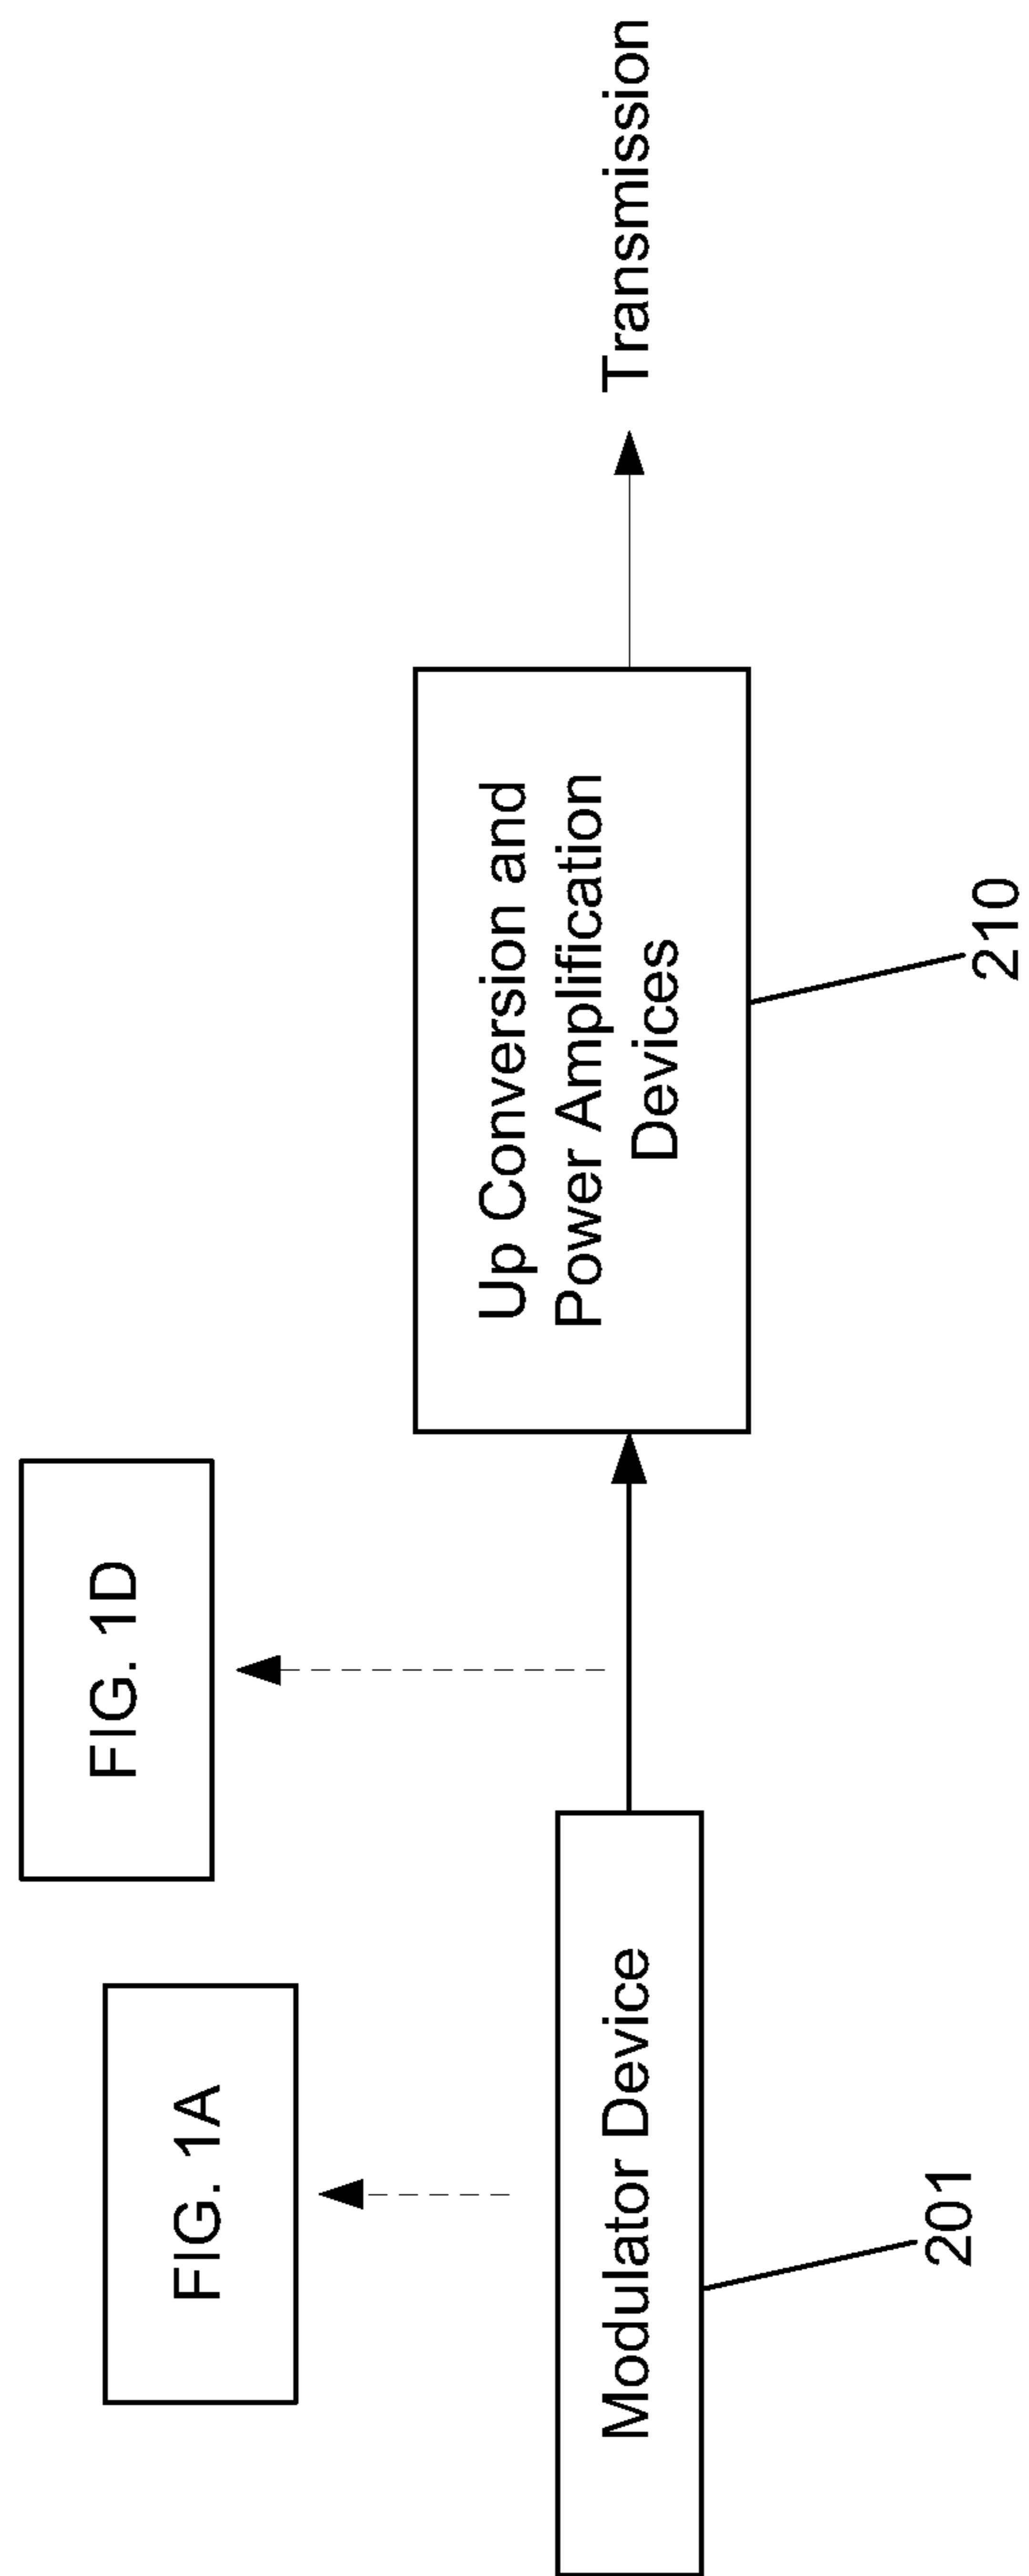 FIG. 1A
FIG. 1D
Modulator Device
201
Up Conversion and
Power Amplification
Devices
210
Transmission